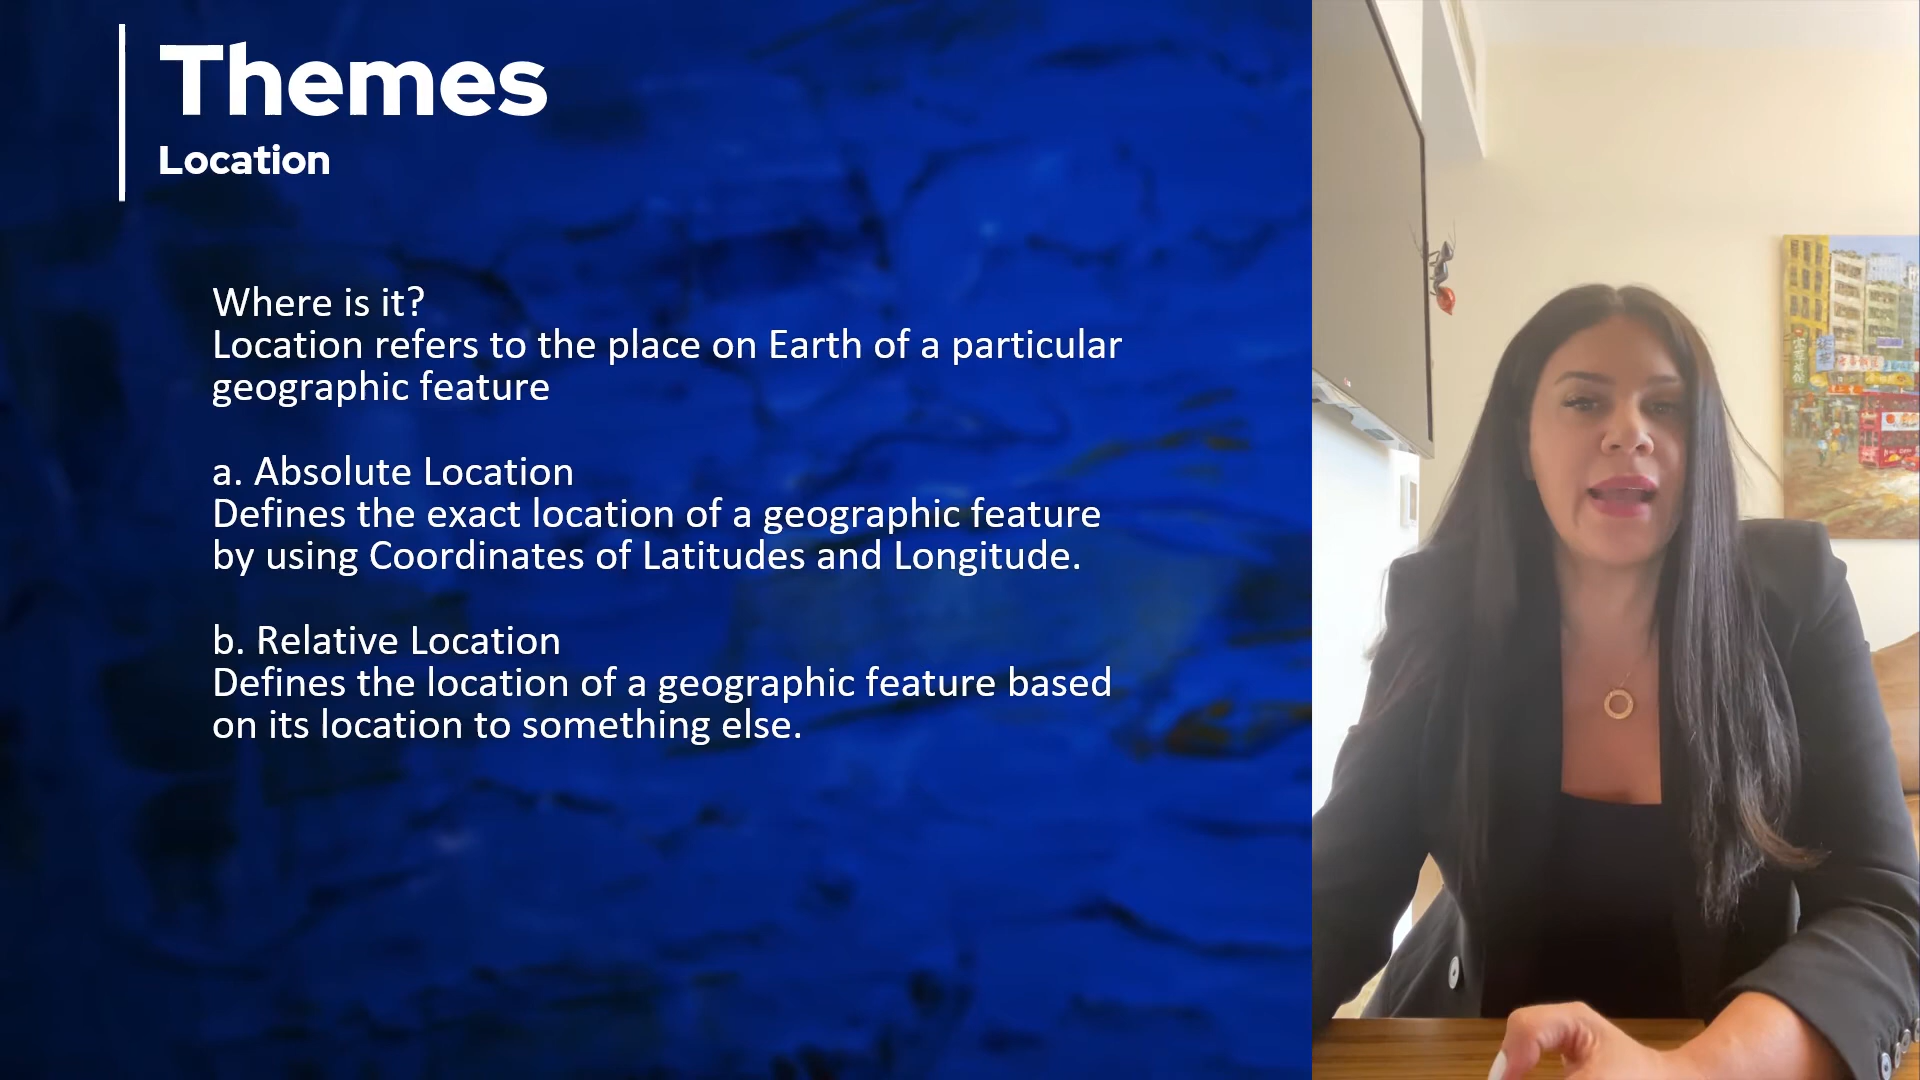 Themes
Location
Where is it?
Location refers to the place on Earth of a particular
geographic feature
a. Absolute Location
Defines the exact location of a geographic feature
by using Coordinates of Latitudes and Longitude.
b. Relative Location
Defines the location of a geographic feature based
on its location to something else.